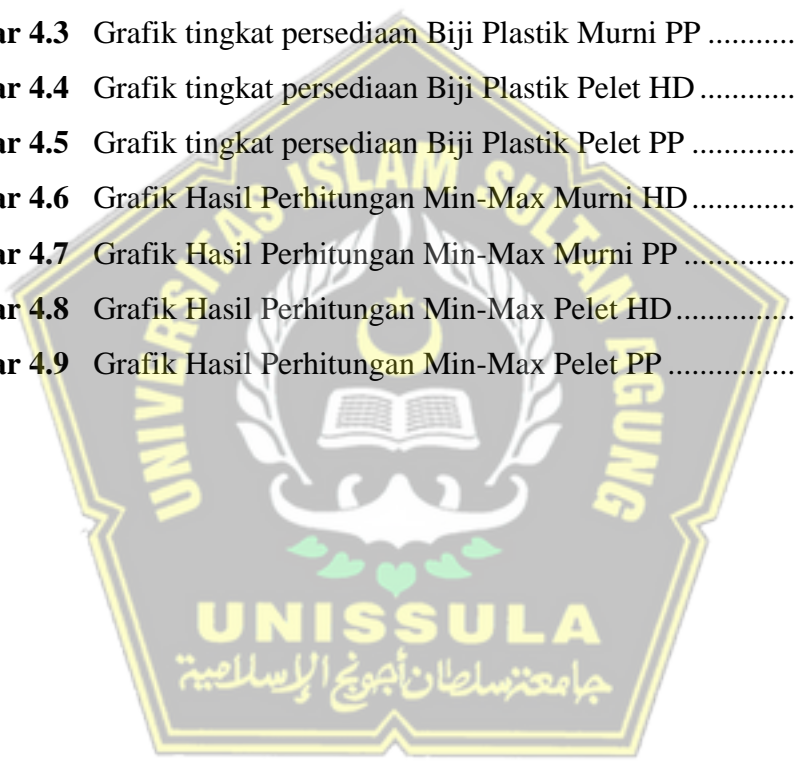 ar 4.3 Grafik tingkat persediaan Biji Plastik Murni PP ...........
ar 4.4 Grafik tingkat persediaan Biji Plastik Pelet HD ............
ar 4.5 Grafik tingkat persediaan Biji Plastik Pelet PP .............
ar 4.6 Grafik Hasil Perhitungan Min-Max Murni HD .............
ar 4.7 Grafik Hasil Perhitungan Min-Max Murni PP ..............
ar 4.8 Grafik Hasil Perhitungan Min-Max Pelet HD ...............
ar 4.9 Grafik Hasil Perhitungan Min-Max Pelet PP ................
UNIVERSITAS ISLAM SULTAN AGUNG
UNISSULA
جامعة سلطان أجونج الإسلامية